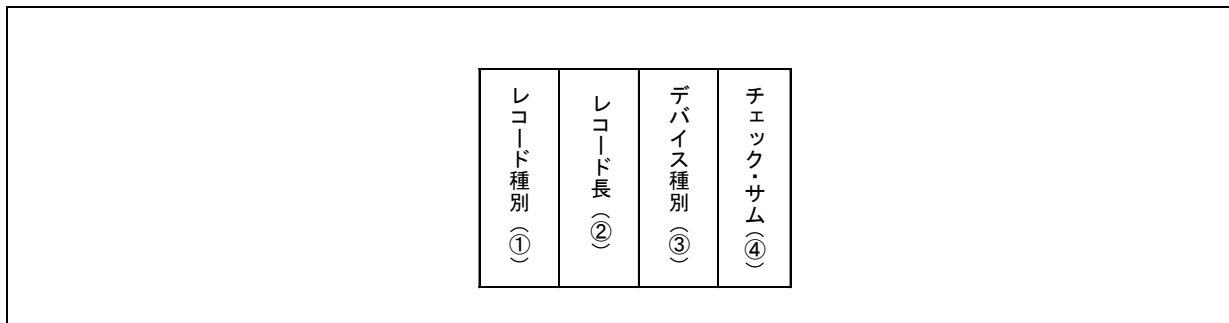 レコード種別（①）
レコード長（②）
デバイス種別（③）
チェック・サム（④）